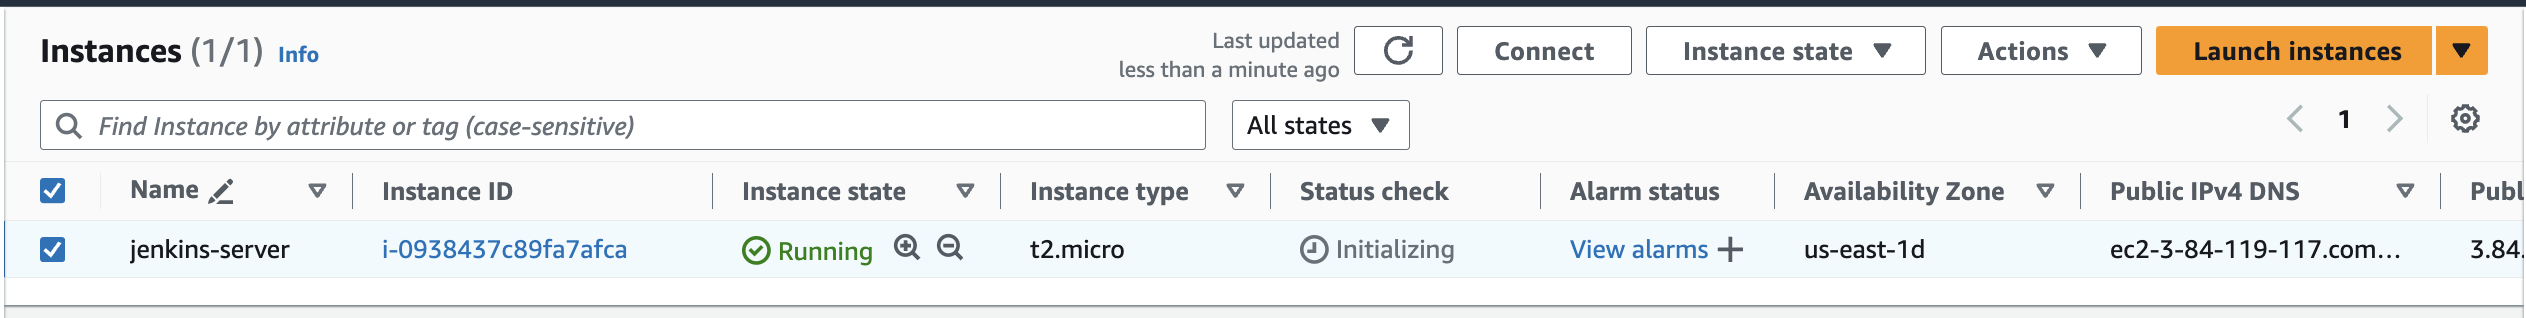 Instances (1/1) Info
Last updated
less than a minute ago
Connect
Instance state
Actions
Launch instances
Find Instance by attribute or tag (case-sensitive)
All states
1
Name Instance ID Instance state Instance type Status check Alarm status Availability Zone Public IPv4 DNS Publ
jenkins-server i-0938437c89fa7afca Running t2.micro Initializing View alarms + us-east-1d ec2-3-84-119-117.com... 3.84.